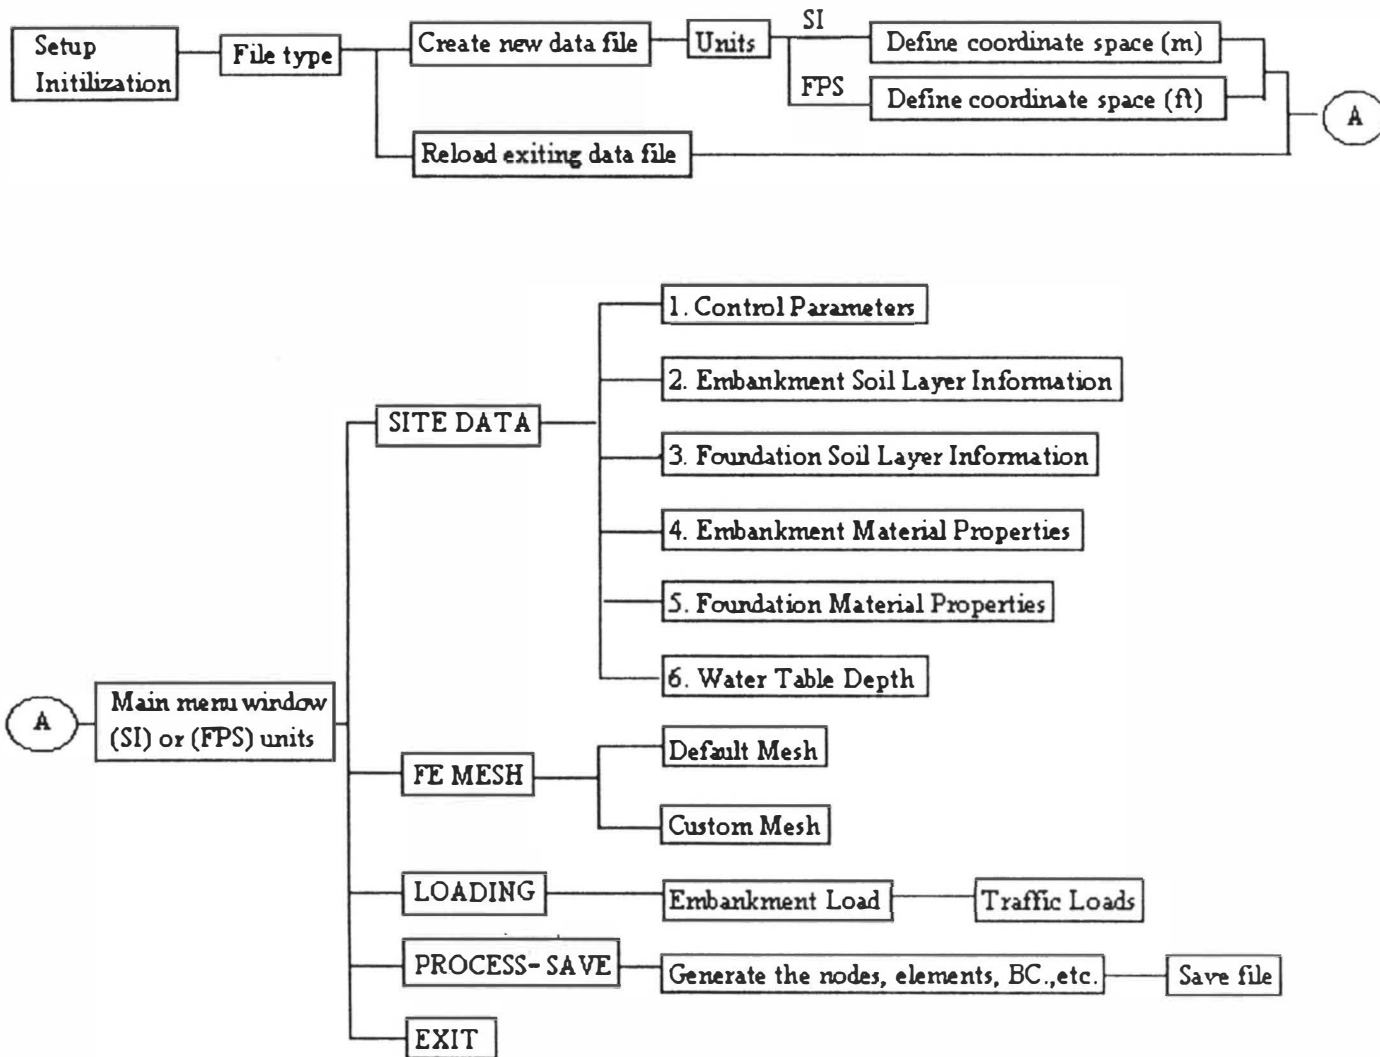 Setup
Initilization
File type
Create new data file
Units
SI
Define coordinate space (m)
FPS
Define coordinate space (ft)
Reload exiting data file
A
1. Control Parameters
2. Embankment Soil Layer Information
SITE DATA
3. Foundation Soil Layer Information
4. Embankment Material Properties
5. Foundation Material Properties
6. Water Table Depth
A
Main menu window
(SI) or (FPS) units
Default Mesh
FE MESH
Custom Mesh
LOADING
Embankment Load
Traffic Loads
PROCESS- SAVE
Generate the nodes, elements, BC.,etc.
Save file
EXIT